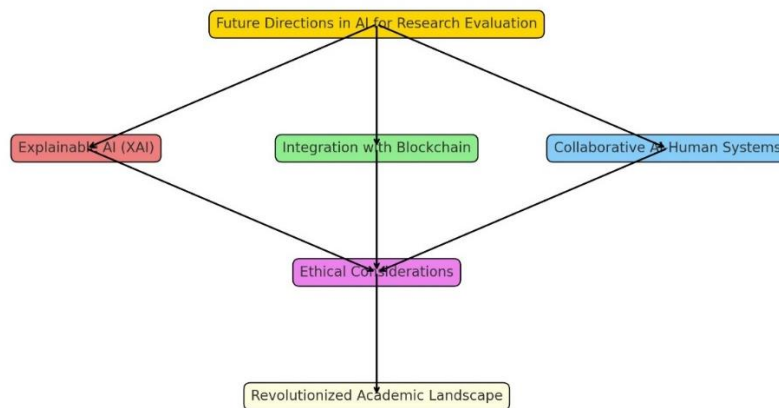 Future Directions in AI for Research Evaluation
Explainable AI (XAI)
Integration with Blockchain
Collaborative AI-Human Systems
Ethical Considerations
Revolutionized Academic Landscape